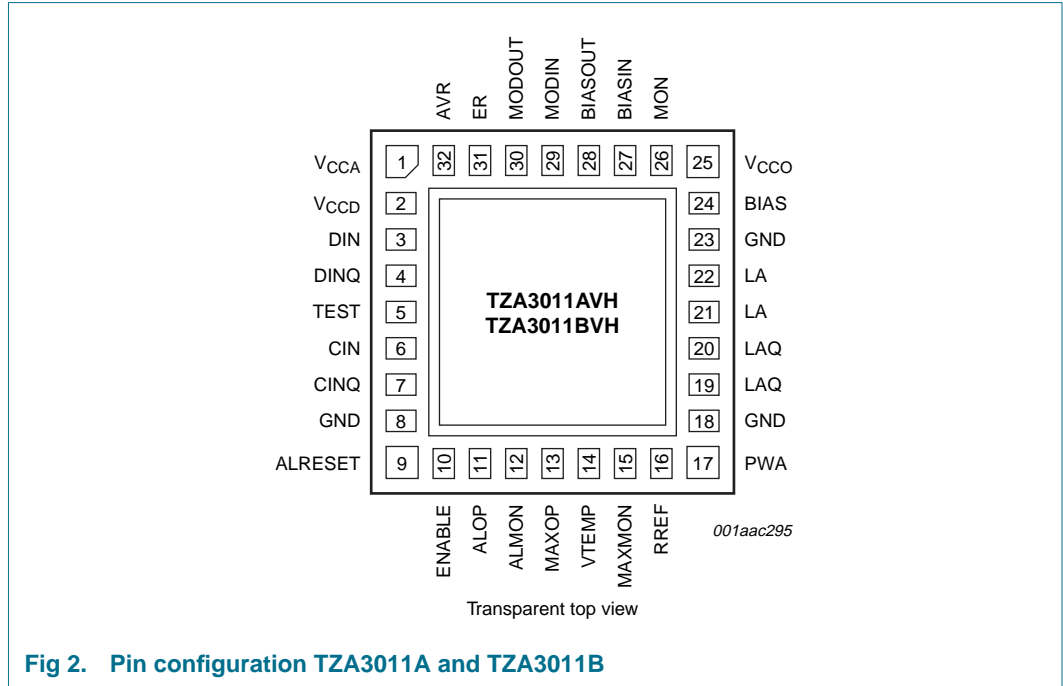 AVR
ER
MODOUT
MODIN
BIASOUT
BIASIN
MON
32
31
30
29
28
27
26
VCCA 1
25 VCCO
VCCD 2
24 BIAS
DIN 3
23 GND
DINQ 4
22 LA
TEST 5
21 LA
CIN 6
20 LAQ
CINQ 7
19 LAQ
GND 8
18 GND
ALRESET 9
17 PWA
TZA3011AVH
TZA3011BVH
10
11
12
13
14
15
16
ENABLE
ALOP
ALMON
MAXOP
VTEMP
MAXMON
RREF
001aac295
Transparent top view
Fig 2. Pin configuration TZA3011A and TZA3011B